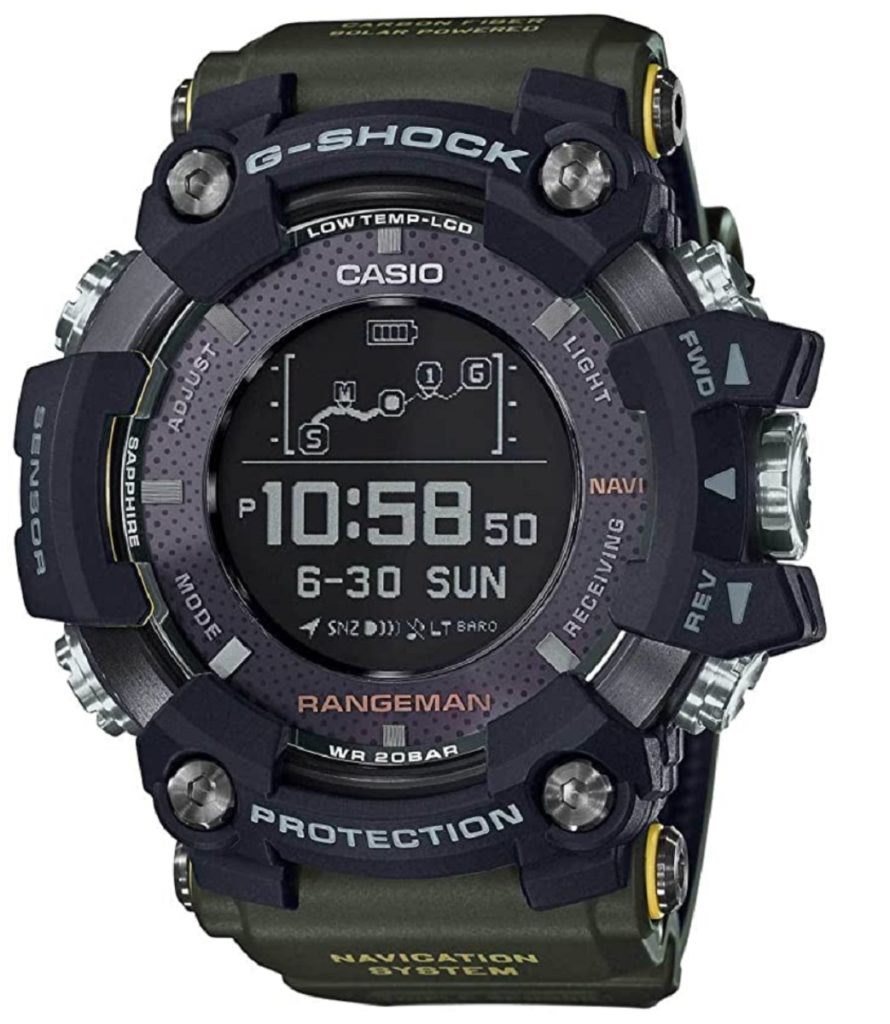 CARBON FIBER
SOLAR POWERED
G-SHOCK
LOW TEMP-LCD
CASIO
ADJUST
LIGHT
FWD
S M 1 G
SENSOR
SAPPHIRE
NAVI
P 10:58 50
6-30 SUN
SNZ LT BARO
MODE
RECEIVING
REV
RANGEMAN
WR 20BAR
PROTECTION
NAVIGATION
SYSTEM